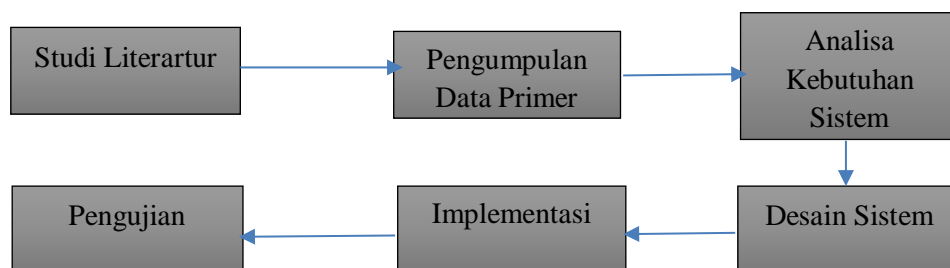 Studi Literartur
Pengumpulan
Data Primer
Analisa
Kebutuhan
Sistem
Pengujian
Implementasi
Desain Sistem